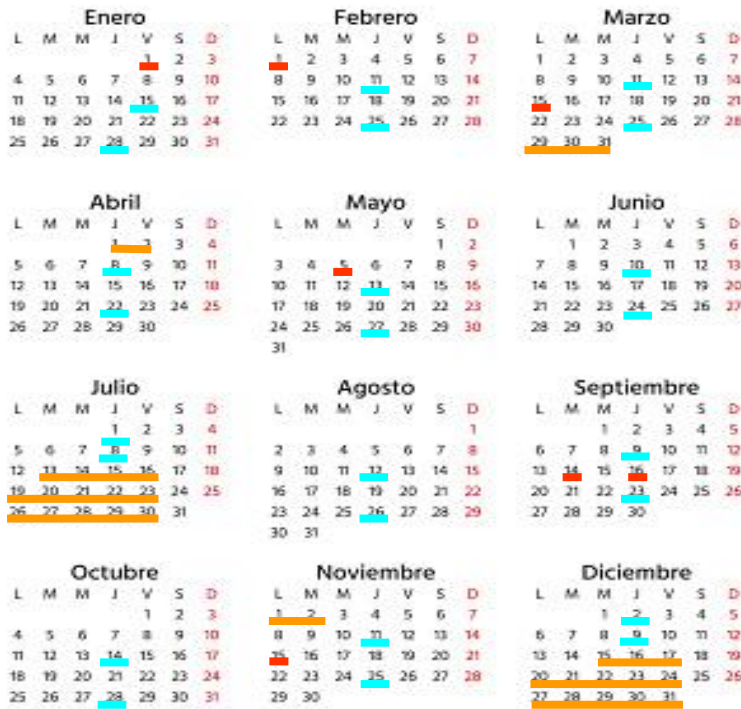 Enero
L M M J V S D
1 2 3
4 5 6 7 8 9 10
11 12 13 14 15 16 17
18 19 20 21 22 23 24
25 26 27 28 29 30 31
Febrero
L M M J V S D
1 2 3 4 5 6 7
8 9 10 11 12 13 14
15 16 17 18 19 20 21
22 23 24 25 26 27 28
Marzo
L M M J V S D
1 2 3 4 5 6 7
8 9 10 11 12 13 14
15 16 17 18 19 20 21
22 23 24 25 26 27 28
29 30 31
Abril
L M M J V S D
1 2 3 4
5 6 7 8 9 10 11
12 13 14 15 16 17 18
19 20 21 22 23 24 25
26 27 28 29 30
Mayo
L M M J V S D
1 2
3 4 5 6 7 8 9
10 11 12 13 14 15 16
17 18 19 20 21 22 23
24 25 26 27 28 29 30
31
Junio
L M M J V S D
1 2 3 4 5 6
7 8 9 10 11 12 13
14 15 16 17 18 19 20
21 22 23 24 25 26 27
28 29 30
Julio
L M M J V S D
1 2 3 4
5 6 7 8 9 10 11
12 13 14 15 16 17 18
19 20 21 22 23 24 25
26 27 28 29 30 31
Agosto
L M M J V S D
1
2 3 4 5 6 7 8
9 10 11 12 13 14 15
16 17 18 19 20 21 22
23 24 25 26 27 28 29
30 31
Septiembre
L M M J V S D
1 2 3 4 5
6 7 8 9 10 11 12
13 14 15 16 17 18 19
20 21 22 23 24 25 26
27 28 29 30
Octubre
L M M J V S D
1 2 3
4 5 6 7 8 9 10
11 12 13 14 15 16 17
18 19 20 21 22 23 24
25 26 27 28 29 30 31
Noviembre
L M M J V S D
1 2 3 4 5 6 7
8 9 10 11 12 13 14
15 16 17 18 19 20 21
22 23 24 25 26 27 28
29 30
Diciembre
L M M J V S D
1 2 3 4 5
6 7 8 9 10 11 12
13 14 15 16 17 18 19
20 21 22 23 24 25 26
27 28 29 30 31